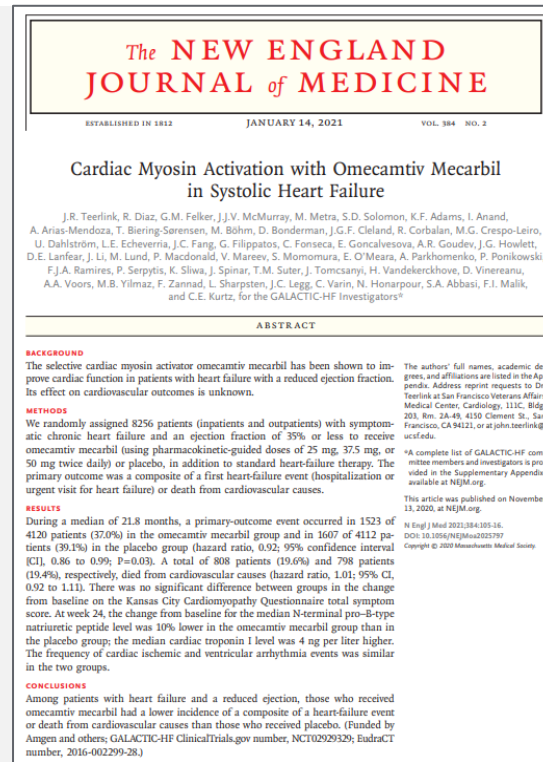 The NEW ENGLAND
JOURNAL of MEDICINE
ESTABLISHED IN 1812
JANUARY 14, 2021
VOL. 384 NO. 2
Cardiac Myosin Activation with Omecamtiv Mecarbil
in Systolic Heart Failure
J.R. Teerlink, R. Diaz, G.M. Felker, J.J.V. McMurray, M. Metra, S.D. Solomon, K.F. Adams, I. Anand,
A. Arias-Mendoza, T. Biering-Sørensen, M. Böhm, D. Bonderman, J.G.F. Cleland, R. Corbalan, M.G. Crespo-Leiro,
U. Dahlström, L.E. Echeverria, J.C. Fang, G. Filippatos, C. Fonseca, E. Goncalvesova, A.R. Goudev, J.G. Howlett,
D.E. Lanfear, J. Li, M. Lund, P. Macdonald, V. Mareev, S. Momomura, E. O'Meara, A. Parkhomenko, P. Ponikowski,
F.J.A. Ramires, P. Serpytis, K. Sliwa, J. Spinar, T.M. Suter, J. Tomcsanyi, H. Vandekerckhove, D. Vinereanu,
A.A. Voors, M.B. Yilmaz, F. Zannad, L. Sharpsten, J.C. Legg, C. Varin, N. Honarpour, S.A. Abbasi, F.I. Malik,
and C.E. Kurtz, for the GALACTIC-HF Investigators*
ABSTRACT
BACKGROUND
The selective cardiac myosin activator omecamtiv mecarbil has been shown to im-
prove cardiac function in patients with heart failure with a reduced ejection fraction.
Its effect on cardiovascular outcomes is unknown.
METHODS
We randomly assigned 8256 patients (inpatients and outpatients) with symptom-
atic chronic heart failure and an ejection fraction of 35% or less to receive
omecamtiv mecarbil (using pharmacokinetic-guided doses of 25 mg, 37.5 mg, or
50 mg twice daily) or placebo, in addition to standard heart-failure therapy. The
primary outcome was a composite of a first heart-failure event (hospitalization or
urgent visit for heart failure) or death from cardiovascular causes.
RESULTS
During a median of 21.8 months, a primary-outcome event occurred in 1523 of
4120 patients (37.0%) in the omecamtiv mecarbil group and in 1607 of 4112 pa-
tients (39.1%) in the placebo group (hazard ratio, 0.92; 95% confidence interval
[CI], 0.86 to 0.99; P=0.03). A total of 808 patients (19.6%) and 798 patients
(19.4%), respectively, died from cardiovascular causes (hazard ratio, 1.01; 95% CI,
0.92 to 1.11). There was no significant difference between groups in the change
from baseline on the Kansas City Cardiomyopathy Questionnaire total symptom
score. At week 24, the change from baseline for the median N-terminal pro–B-type
natriuretic peptide level was 10% lower in the omecamtiv mecarbil group than in
the placebo group; the median cardiac troponin I level was 4 ng per liter higher.
The frequency of cardiac ischemic and ventricular arrhythmia events was similar
in the two groups.
CONCLUSIONS
Among patients with heart failure and a reduced ejection, those who received
omecamtiv mecarbil had a lower incidence of a composite of a heart-failure event
or death from cardiovascular causes than those who received placebo. (Funded by
Amgen and others; GALACTIC-HF ClinicalTrials.gov number, NCT02929329; EudraCT
number, 2016-002299-28.)
The authors' full names, academic de-
grees, and affiliations are listed in the Ap-
pendix. Address reprint requests to Dr.
Teerlink at San Francisco Veterans Affairs
Medical Center, Cardiology, 111C, Bldg.
203, Rm. 2A-49, 4150 Clement St., San
Francisco, CA 94121, or at john.teerlink@
ucsf.edu.
*A complete list of GALACTIC-HF com-
mittee members and investigators is pro-
vided in the Supplementary Appendix,
available at NEJM.org.
This article was published on November
13, 2020, at NEJM.org.
N Engl J Med 2021;384:105-16.
DOI: 10.1056/NEJMoa2025797
Copyright © 2020 Massachusetts Medical Society.